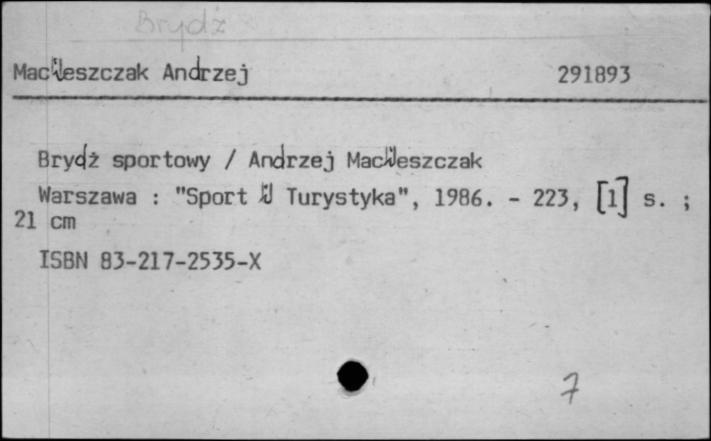 Brydż
Macieszczak Andrzej 291893
Brydż sportowy / Andrzej Macieszczak
Warszawa : "Sport i Turystyka", 1986. - 223, [1] s. ;
21 cm
ISBN 83-217-2535-X
7